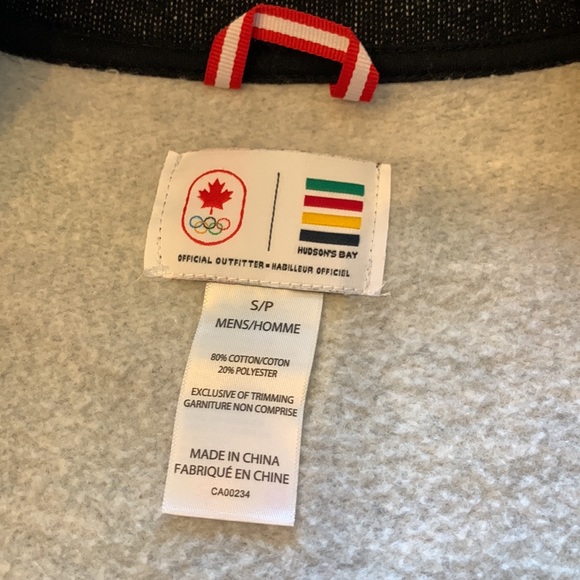 HUDSON'S BAY
OFFICIAL OUTFITTER = HABILLEUR OFFICIEL
S/P
MENS/HOMME
80% COTTON/COTON
20% POLYESTER
EXCLUSIVE OF TRIMMING
GARNITURE NON COMPRISE
MADE IN CHINA
FABRIQUÉ EN CHINE
CA00234